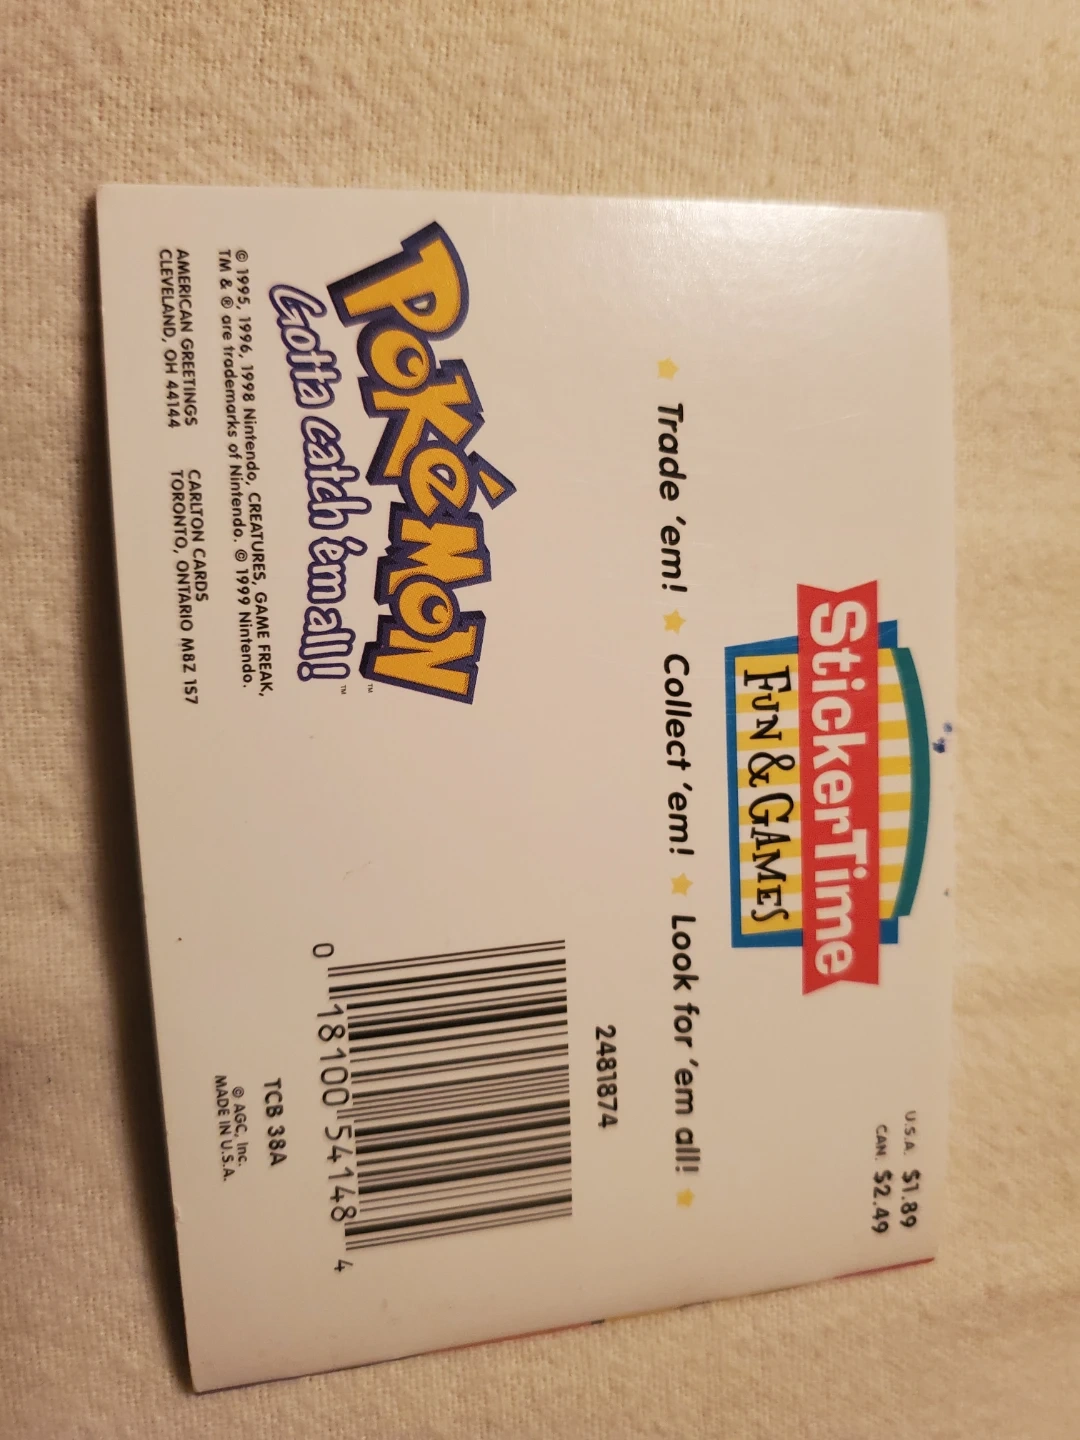 U.S.A. $1.89
CAN. $2.49
StickerTime
FUN & GAMES
Trade 'em! Collect 'em! Look for 'em all!
2481874
POKéMON
Gotta catch 'em all!
™
™
0 18100 54148 4
© 1995, 1996, 1998 Nintendo, CREATURES, GAME FREAK,
TM & ® are trademarks of Nintendo. © 1999 Nintendo.
TCB 38A
AMERICAN GREETINGS
CLEVELAND, OH 44144
CARLTON CARDS
TORONTO, ONTARIO M8Z 1S7
© AGC, Inc.
MADE IN U.S.A.